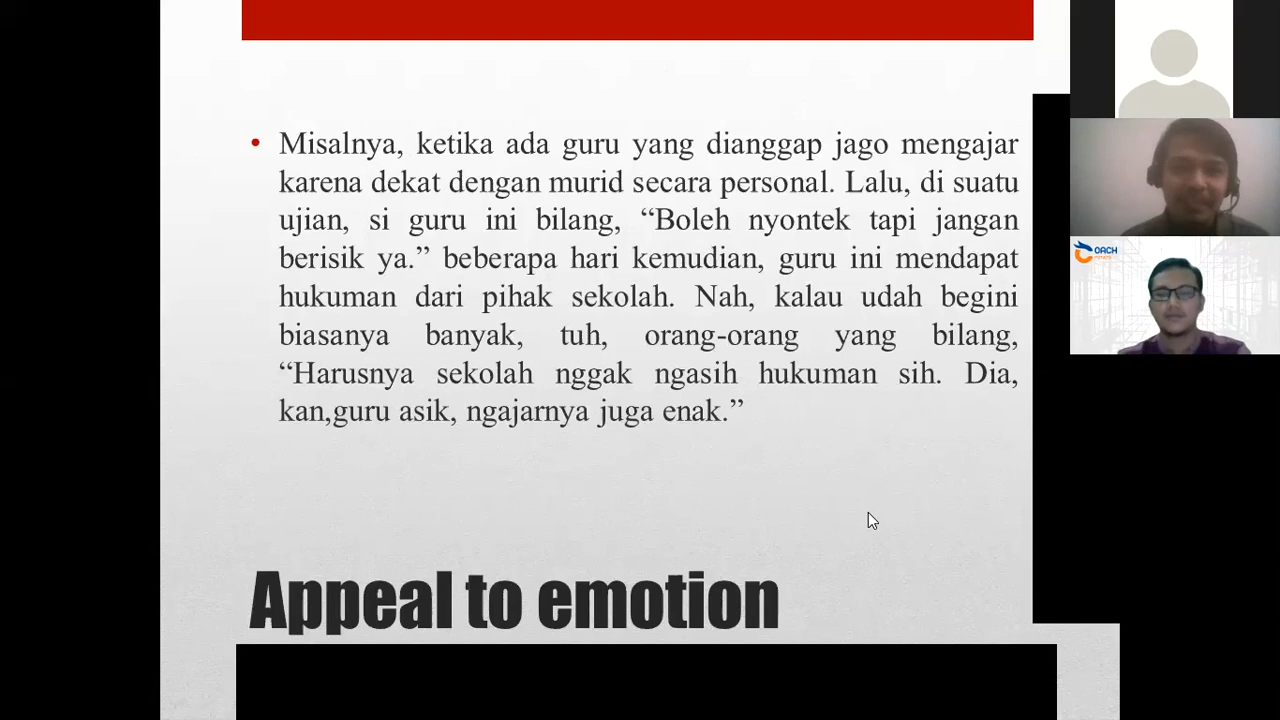 • Misalnya, ketika ada guru yang dianggap jago mengajar
karena dekat dengan murid secara personal. Lalu, di suatu
ujian, si guru ini bilang, “Boleh nyontek tapi jangan
berisik ya.” beberapa hari kemudian, guru ini mendapat
hukuman dari pihak sekolah. Nah, kalau udah begini
biasanya banyak, tuh, orang-orang yang bilang,
“Harusnya sekolah nggak ngasih hukuman sih. Dia,
kan,guru asik, ngajarnya juga enak.”
Appeal to emotion
OACH